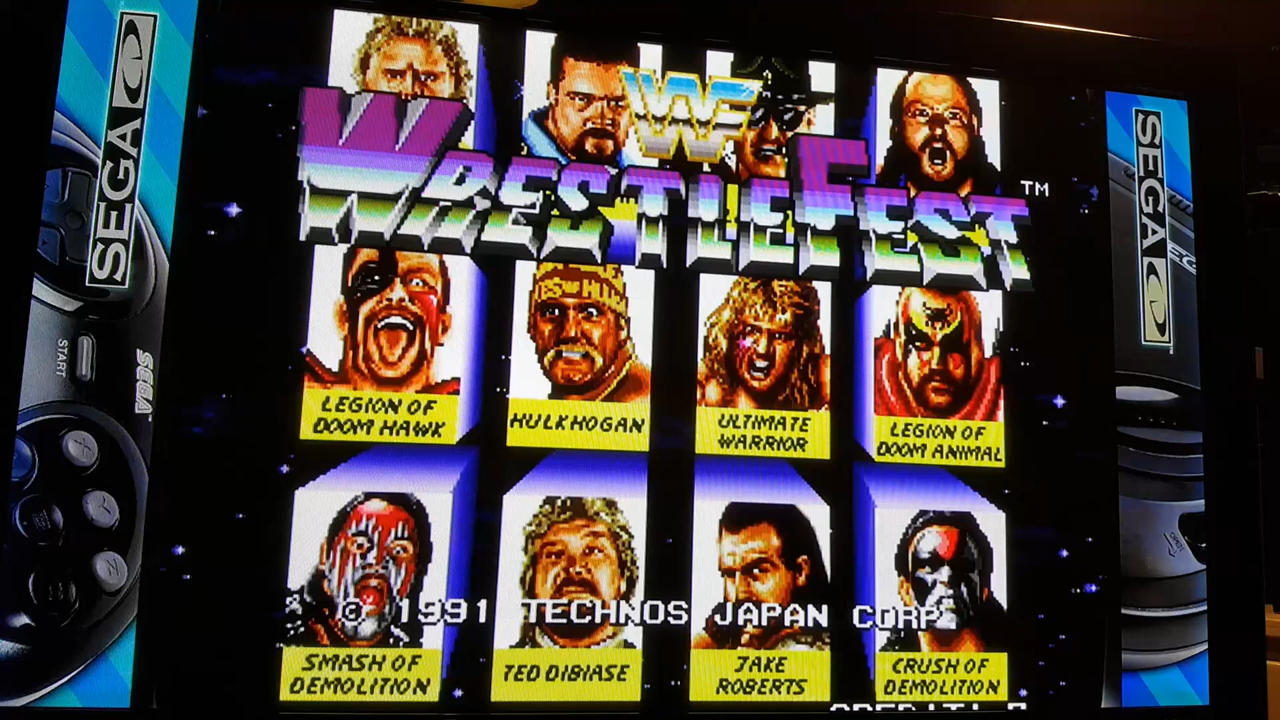 SEGA
WF
WRESTLEFEST
TM
SEGA
START
SEGA
LEGION OF
DOOM HAWK
HULK HOGAN
ULTIMATE
WARRIOR
LEGION OF
DOOM ANIMAL
X
Y
Z
OPEN
© 1991 TECHNOS JAPAN CORP
SMASH OF
DEMOLITION
TED DIBIASE
JAKE
ROBERTS
CRUSH OF
DEMOLITION